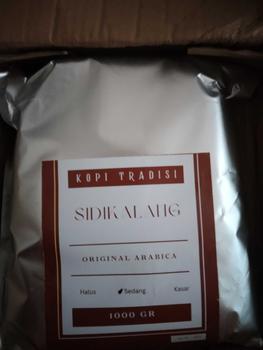 KOPI TRADISI
SIDIKALANG
ORIGINAL ARABICA
Halus Sedang Kasar
1000 GR